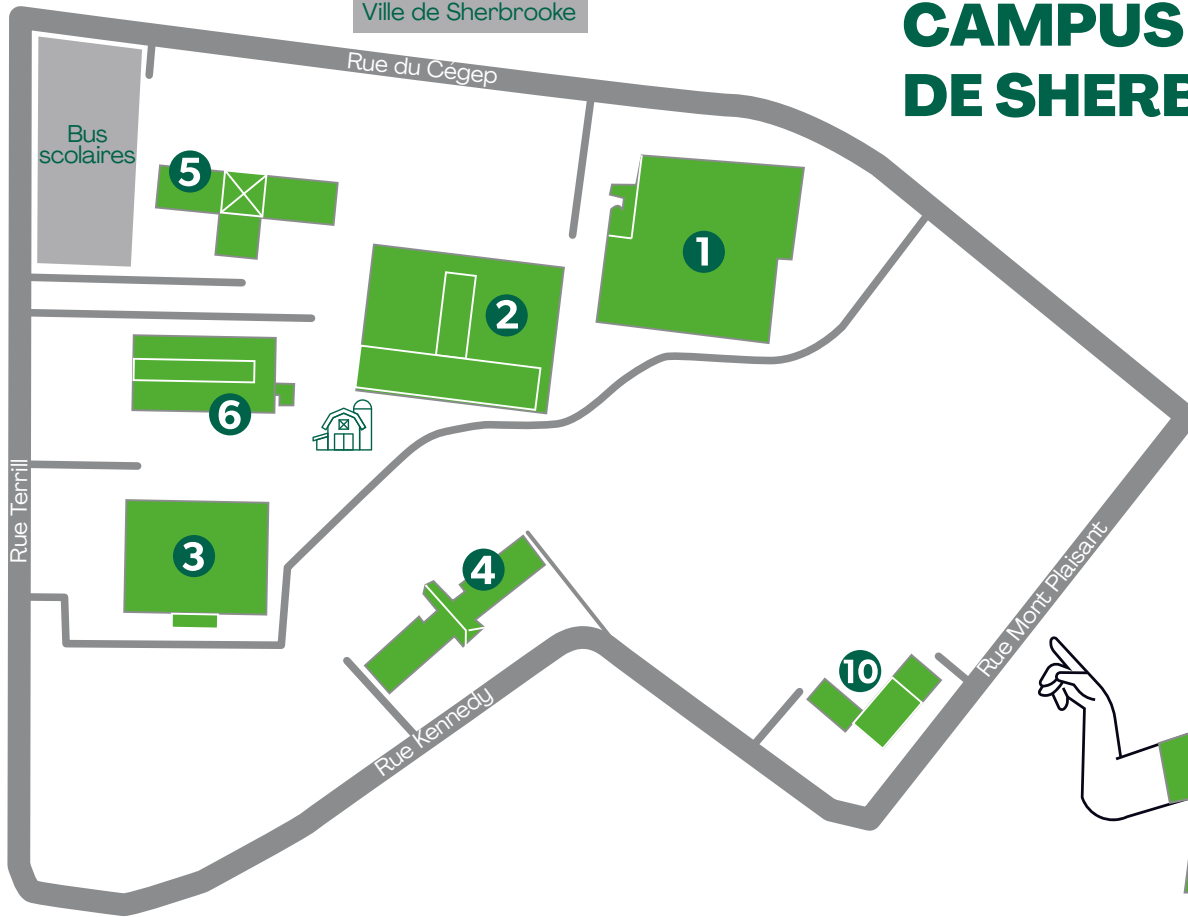 Ville de Sherbrooke
CAMPUS
DE SHERB
Rue du Cégep
Bus
scolaires
5
1
2
6
Rue Terrill
3
4
Rue Mont Plaisant
10
Rue Kennedy